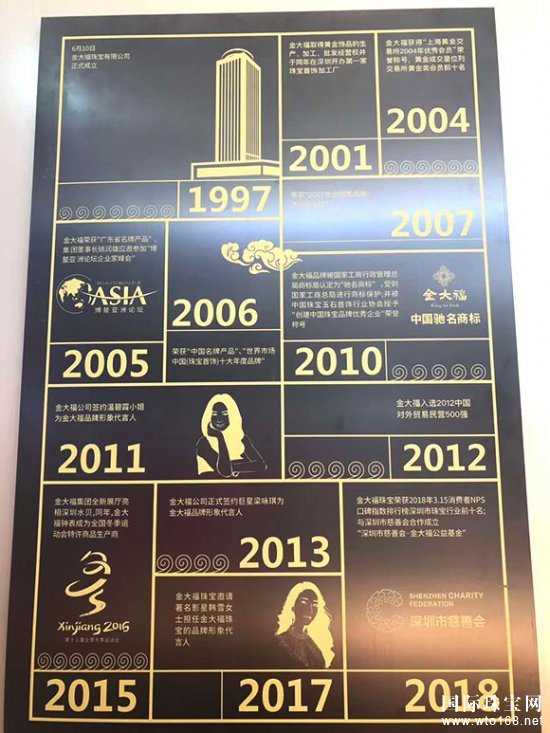 6月10日
金大福珠宝有限公司
正式成立
1997
金大福取得黄金饰品的生
产、加工、批发经营权并
于同年在深圳开办第一家
珠宝首饰加工厂
2001
金大福获得“上海黄金交
易所2004年优秀会员”荣
誉称号，黄金成交量位列
交易所黄金类会员前十名
2004
荣获“2007年
2007
金大福荣获“广东省名牌产品”，
集团董事长姚润雄应邀参加“博
鳌亚洲论坛企业家峰会”
BOAO FORUM FOR
ASIA
博鳌亚洲论坛
2005
2006
荣获“中国名牌产品”、“世界市场
中国(珠宝首饰)十大年度品牌”
金大福品牌被国家工商行政管理总
局商标局认定为“驰名商标”，受到
国家工商总局进行商标保护;并被
中国珠宝玉石首饰行业协会授予
“创建中国珠宝品牌优秀企业”荣誉
称号
金大福
中国驰名商标
2010
金大福公司签约温碧霞小姐
为金大福品牌形象代言人
2011
金大福入选2012中国
对外贸易民营500强
2012
金大福集团全新展厅亮
相深圳水贝，同年，金大
福钟表成为全国冬季运
动会特许商品生产商
Xinjiang 2016
第十三届全国冬季运动会
2015
金大福公司正式签约巨星梁咏琪为
金大福品牌形象代言人
2013
金大福珠宝邀请
著名影星韩雪女
士担任金大福珠
宝的品牌形象代
言人
2017
金大福珠宝荣获2018年3.15消费者NPS
口碑指数排行榜深圳市珠宝行业前十名;
与深圳市慈善会合作成立
“深圳市慈善会·金大福公益基金”
SHENZHEN CHARITY
FEDERATION
深圳市慈善会
2018
国际珠宝网
www.wto168.net